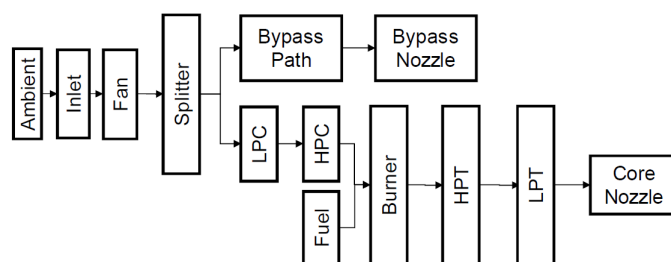 Ambient
Inlet
Fan
Splitter
Bypass
Path
Bypass
Nozzle
LPC
HPC
Fuel
Burner
HPT
LPT
Core
Nozzle